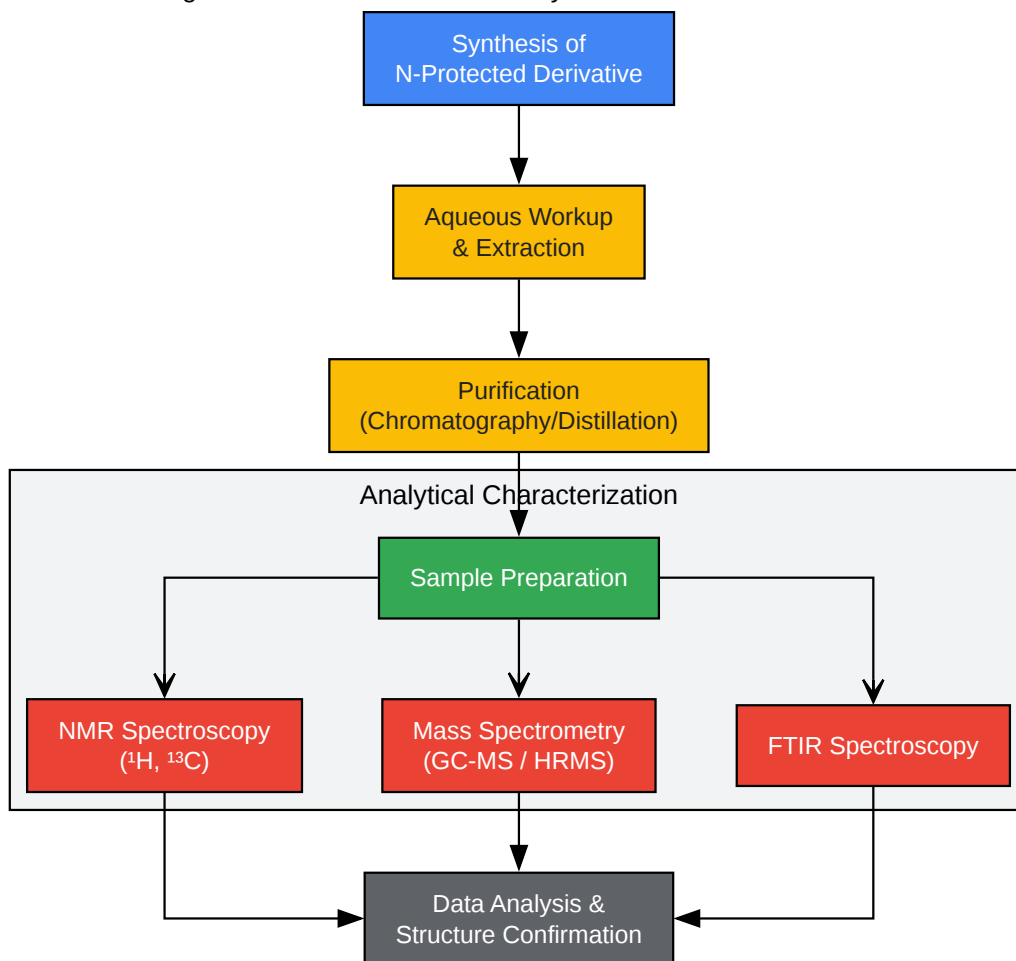 Synthesis of
N-Protected Derivative
Aqueous Workup
& Extraction
Purification
(Chromatography/Distillation)
Analytical Characterization
Sample Preparation
NMR Spectroscopy
(¹H, ¹³C)
Mass Spectrometry
(GC-MS / HRMS)
FTIR Spectroscopy
Data Analysis &
Structure Confirmation